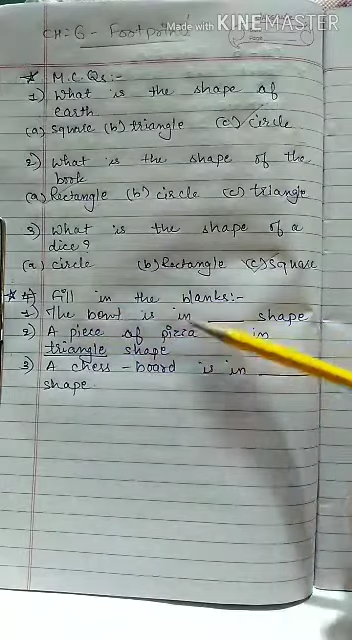 Made with KINEMASTER
CH:- 6 - Footprint
* M.C.Qs:-
1) What is the shape of
earth
(a) Square (b) triangle (c) Circle
2) What is the shape of the
book
(a) Rectangle (b) circle (c) triangle
3) What is the shape of a
dice?
(a) circle (b) Rectangle (c) Square
* Fill in the blanks:-
1) The bowl is in ____ shape
2) A piece of pizza in
triangle shape
3) A chess-board is in ____
shape